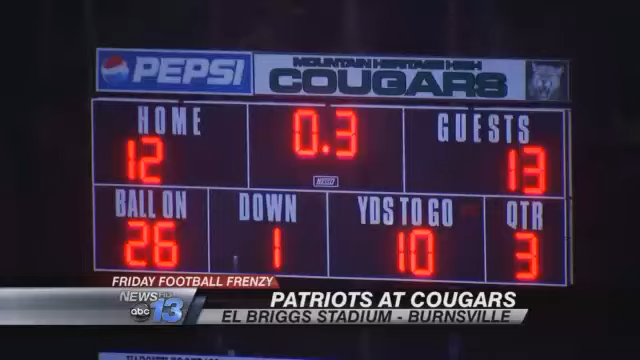 PEPSI
MOUNTAIN HERITAGE HIGH
COUGARS
HOME
0.3
GUESTS
12
13
BALL ON
DOWN
YDS TO GO
QTR
26
1
10
3
FRIDAY FOOTBALL FRENZY
NEWS HD
abc 13
PATRIOTS AT COUGARS
EL BRIGGS STADIUM - BURNSVILLE